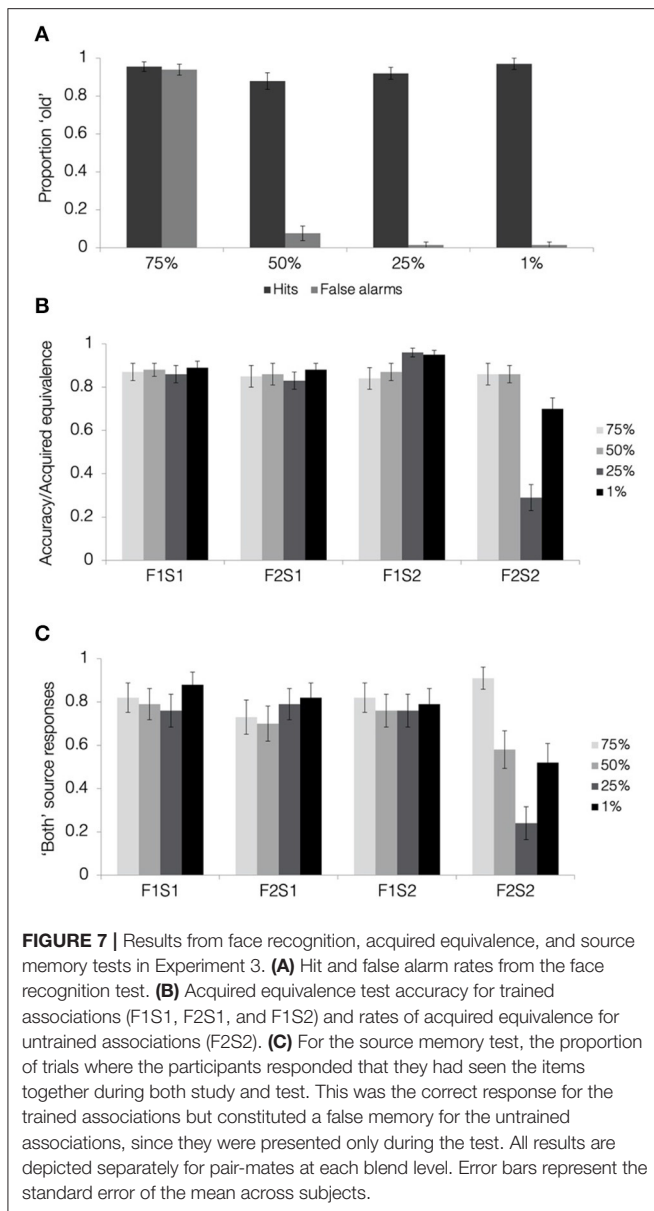 A
Proportion 'old'
1
0.8
0.6
0.4
0.2
0
75% 50% 25% 1%
Hits False alarms
B
Accuracy/Acquired equivalence
1
0.8
0.6
0.4
0.2
0
F1S1 F2S1 F1S2 F2S2
75%
50%
25%
1%
C
'Both' source responses
1
0.8
0.6
0.4
0.2
0
F1S1 F2S1 F1S2 F2S2
75%
50%
25%
1%
FIGURE 7 | Results from face recognition, acquired equivalence, and source
memory tests in Experiment 3. (A) Hit and false alarm rates from the face
recognition test. (B) Acquired equivalence test accuracy for trained
associations (F1S1, F2S1, and F1S2) and rates of acquired equivalence for
untrained associations (F2S2). (C) For the source memory test, the proportion
of trials where the participants responded that they had seen the items
together during both study and test. This was the correct response for the
trained associations but constituted a false memory for the untrained
associations, since they were presented only during the test. All results are
depicted separately for pair-mates at each blend level. Error bars represent the
standard error of the mean across subjects.